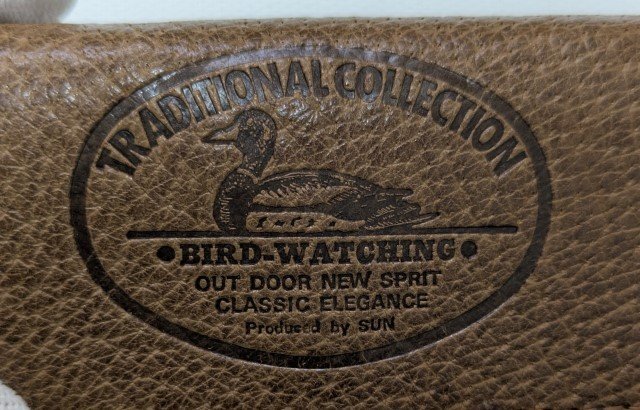 TRADITIONAL COLLECTION
• BIRD-WATCHING •
OUT DOOR NEW SPRIT
CLASSIC ELEGANCE
Produced by SUN